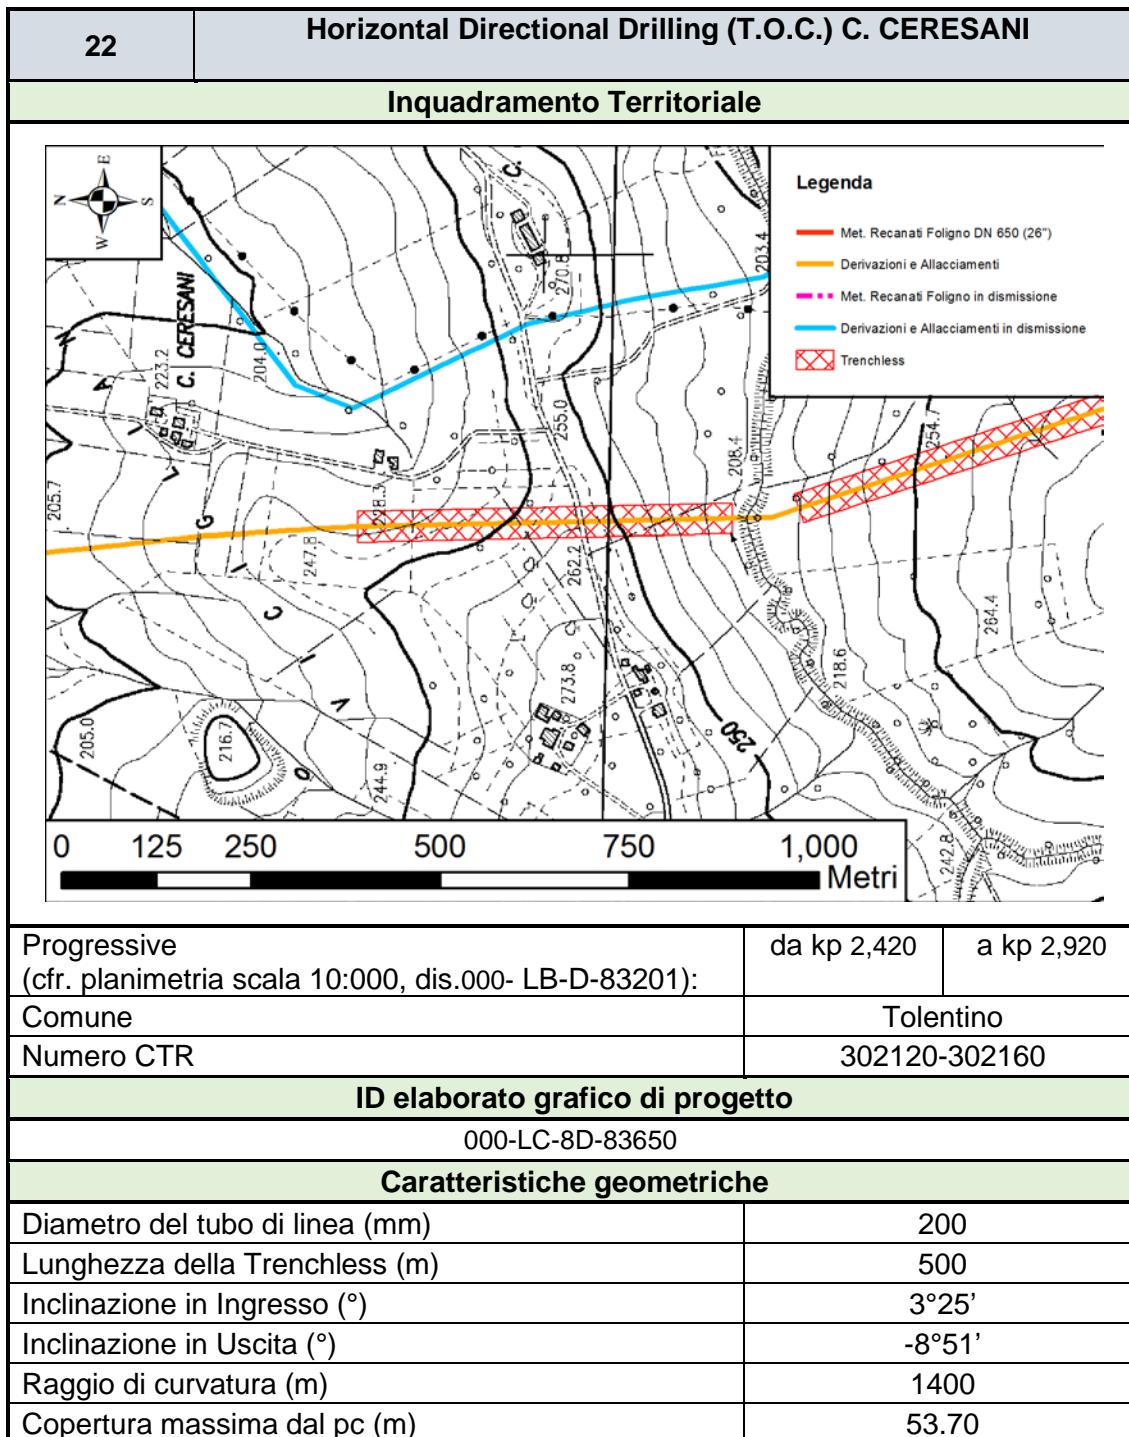 22
Horizontal Directional Drilling (T.O.C.) C. CERESANI
Inquadramento Territoriale
N
E
S
W
Legenda
Met. Recanati Foligno DN 650 (26")
Derivazioni e Allacciamenti
Met. Recanati Foligno in dismissione
Derivazioni e Allacciamenti in dismissione
Trenchless
C.
270.8
203.4
C. CERESANI
223.2
204.0
255.0
254.7
208.4
205.7
228.3
247.8
262.2
264.4
218.6
273.8
250
205.0
216.7
244.9
242.8
0 125 250 500 750 1,000
Metri
Progressive
(cfr. planimetria scala 10:000, dis.000- LB-D-83201):
da kp 2,420
a kp 2,920
Comune
Tolentino
Numero CTR
302120-302160
ID elaborato grafico di progetto
000-LC-8D-83650
Caratteristiche geometriche
Diametro del tubo di linea (mm)
200
Lunghezza della Trenchless (m)
500
Inclinazione in Ingresso (°)
3°25’
Inclinazione in Uscita (°)
-8°51’
Raggio di curvatura (m)
1400
Copertura massima dal pc (m)
53.70